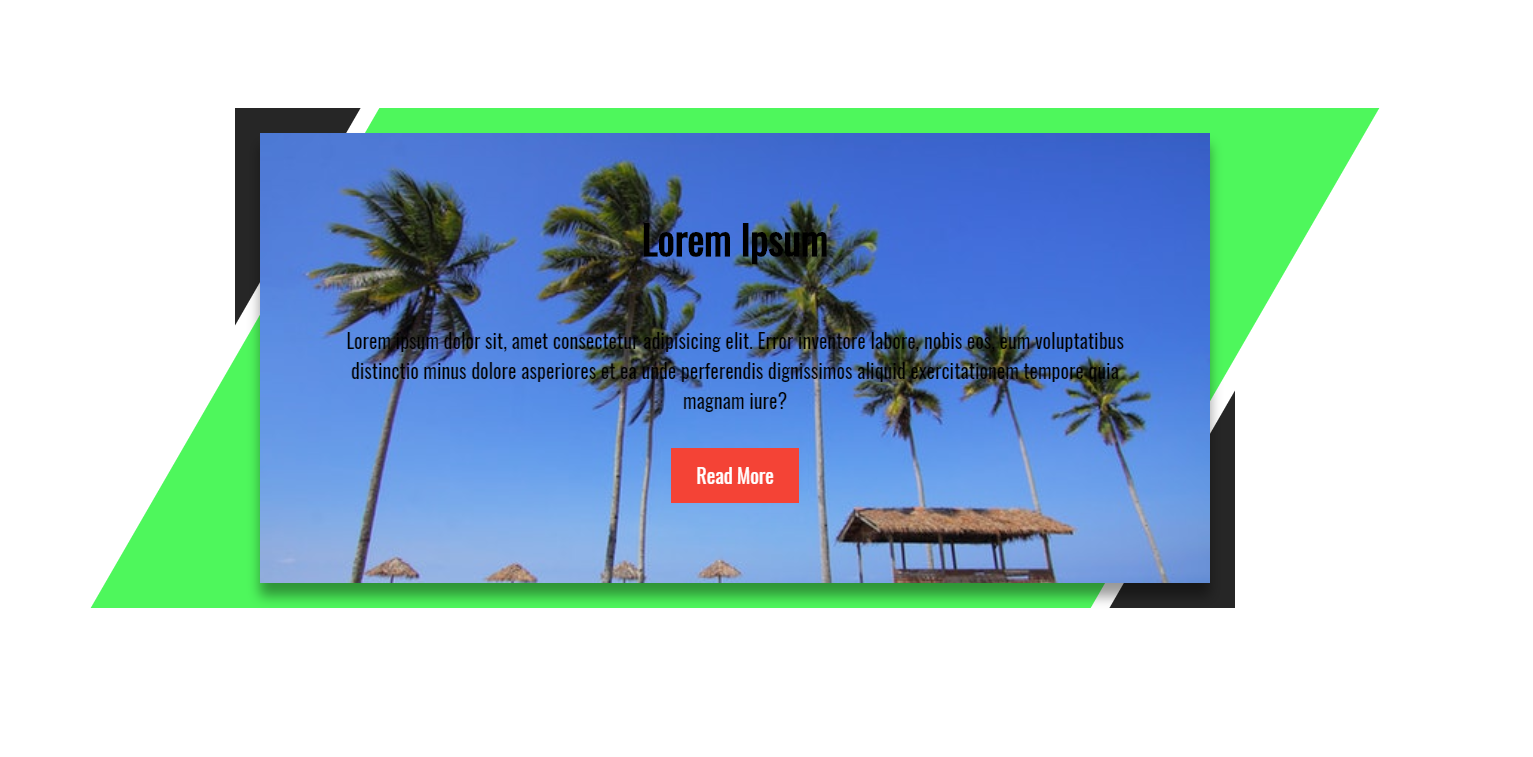 Lorem Ipsum
Lorem ipsum dolor sit, amet consectetur adipisicing elit. Error inventore labore, nobis eos, eum voluptatibus
distinctio minus dolore asperiores et ea unde perferendis dignissimos aliquid exercitationem tempore quia
magnam iure?
Read More